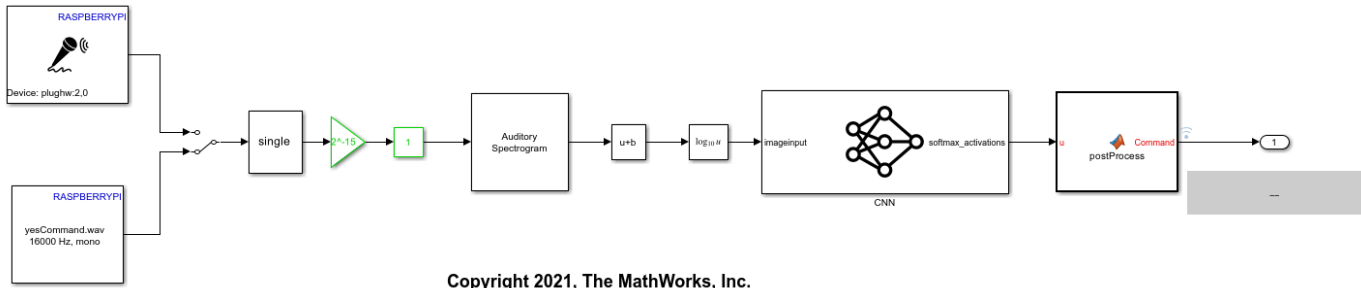 RASPBERRYPI
Device: plughw:2,0
single
2^-15
1
Auditory
Spectrogram
u+b
log10 u
imageinput
softmax_activations
CNN
u
Command
postProcess
1
--
RASPBERRYPI
yesCommand.wav
16000 Hz, mono
Copyright 2021, The MathWorks, Inc.